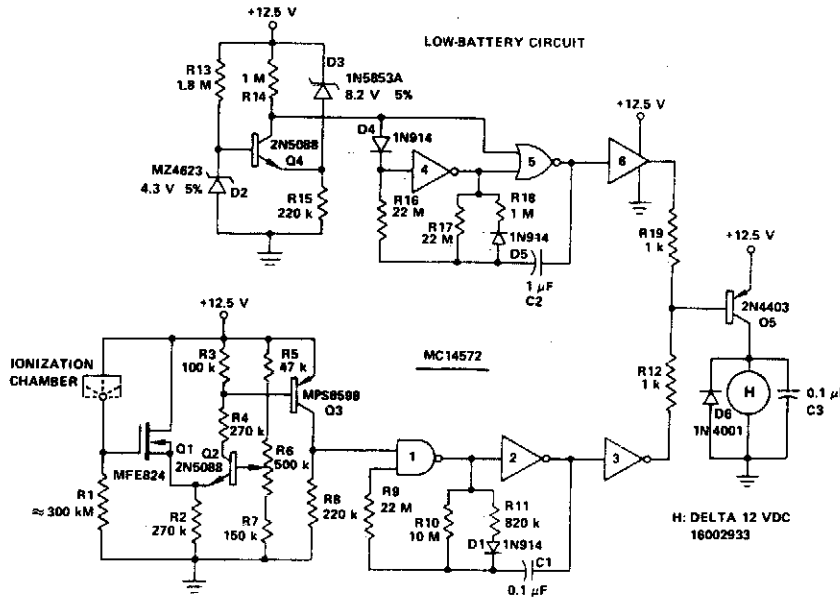 +12.5 V
LOW-BATTERY CIRCUIT
D3
R13
1.8 M
1 M
R14
1N5853A
8.2 V 5%
+12.5 V
D4
1N914
2N5088
Q4
4
5
6
MZ4623
4.3 V 5%
D2
R15
220 k
R16
22 M
R17
22 M
R18
1 M
1N914
D5
1 µF
C2
R19
1 k
+12.5 V
2N4403
Q5
+12.5 V
R3
100 k
R5
47 k
IONIZATION
CHAMBER
MPS8598
Q3
MC14572
R12
1 k
0.1 µ
C3
D6
1N4001
H
R4
270 k
Q2
2N5088
R6
500 k
Q1
MFE824
1
2
3
R1
≈ 300 kM
R2
270 k
R7
150 k
R8
220 k
R9
22 M
R10
10 M
R11
820 k
D1
1N914
C1
0.1 µF
H: DELTA 12 VDC
16002933